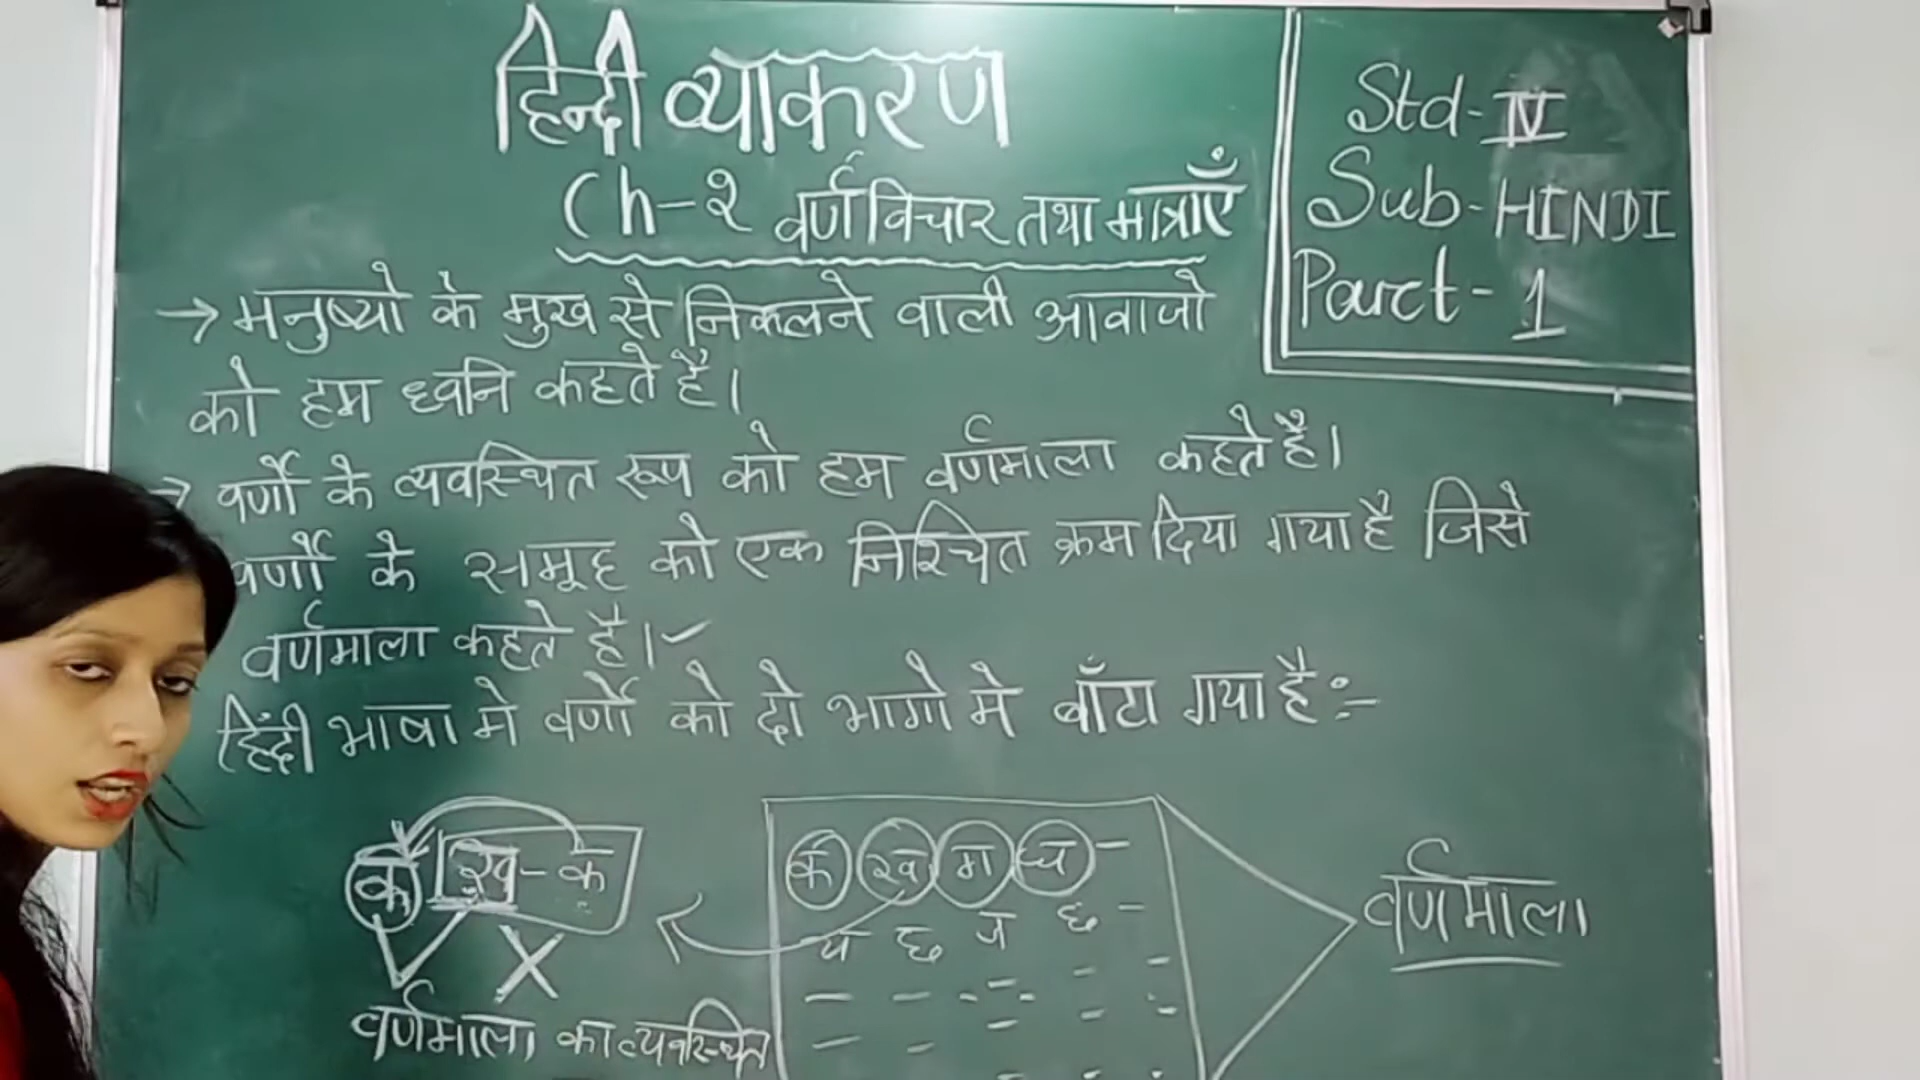 हिन्दी व्याकरण
Ch-२ वर्ण विचार तथा मात्राएँ
Std-IV
Sub-HINDI
Part-1
→ मनुष्यो के मुख से निकलने वाली आवाजो
को हम ध्वनि कहते है।
→ वर्णो के व्यवस्थित रूप को हम वर्णमाला कहते है।
वर्णो के समूह को एक निश्चित क्रम दिया गया है जिसे
वर्णमाला कहते है।
हिंदी भाषा मे वर्णो को दो भागो मे बाँटा गया है:-
क ख-क
क ख ग
छ ज
वर्णमाला
वर्णमाला का व्यवस्थित